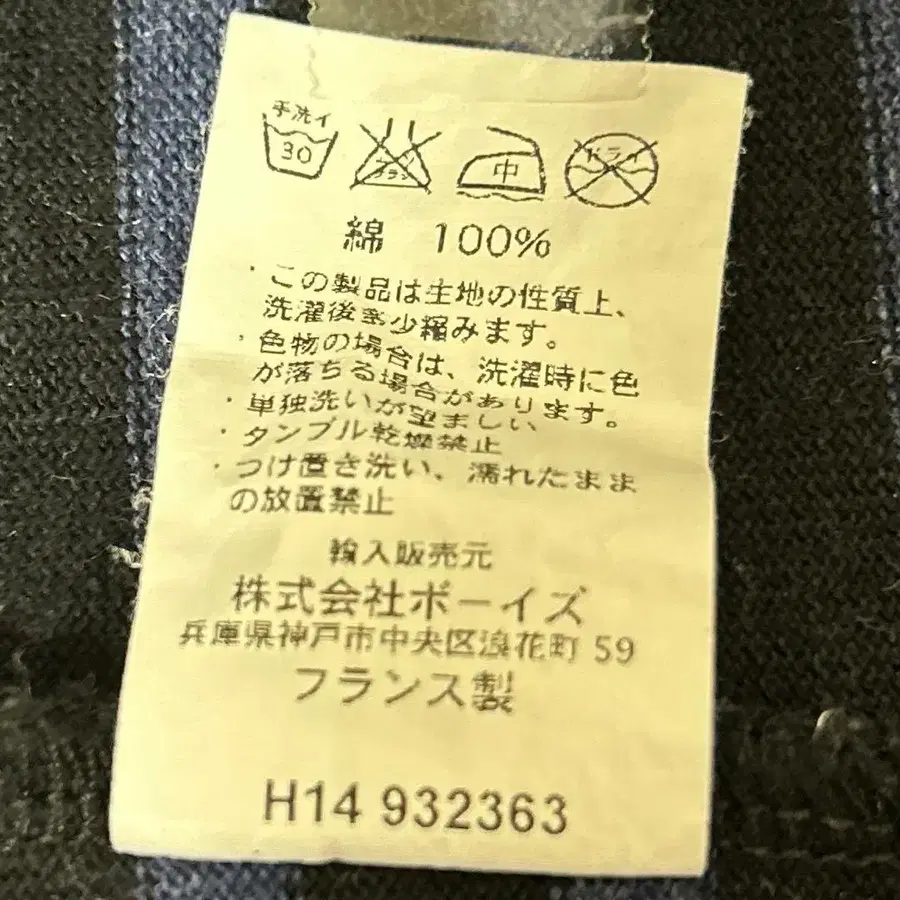 手洗イ
30
エンソ
サラシ
中
ドライ
綿 100%
・この製品は生地の性質上、
洗濯後多少縮みます。
・色物の場合は、洗濯時に色
が落ちる場合があります。
・単独洗いが望ましい
・タンブル乾燥禁止
・つけ置き洗い、濡れたまま
の放置禁止
輸入販売元
株式会社ボーイズ
兵庫県神戸市中央区浪花町 59
フランス製
H14 932363